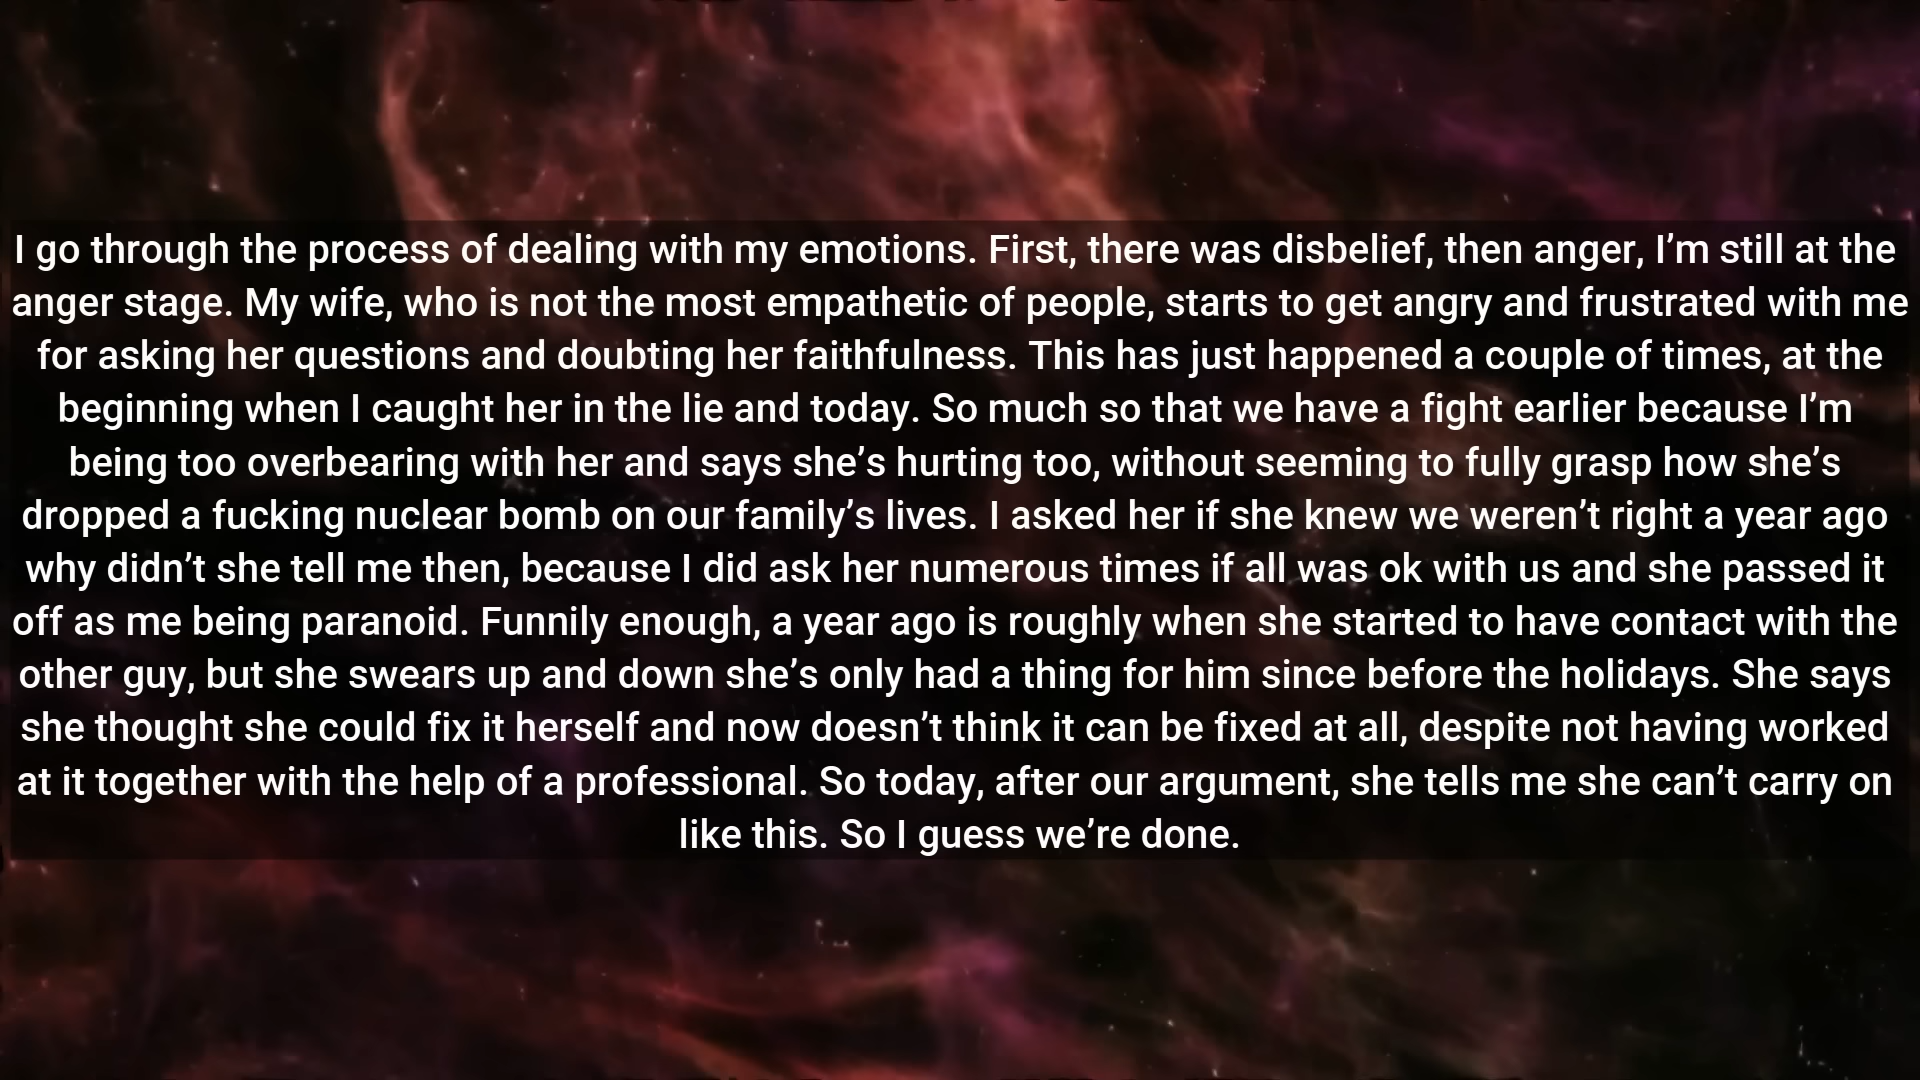 I go through the process of dealing with my emotions. First, there was disbelief, then anger, I’m still at the
anger stage. My wife, who is not the most empathetic of people, starts to get angry and frustrated with me
for asking her questions and doubting her faithfulness. This has just happened a couple of times, at the
beginning when I caught her in the lie and today. So much so that we have a fight earlier because I’m
being too overbearing with her and says she’s hurting too, without seeming to fully grasp how she’s
dropped a fucking nuclear bomb on our family’s lives. I asked her if she knew we weren’t right a year ago
why didn’t she tell me then, because I did ask her numerous times if all was ok with us and she passed it
off as me being paranoid. Funnily enough, a year ago is roughly when she started to have contact with the
other guy, but she swears up and down she’s only had a thing for him since before the holidays. She says
she thought she could fix it herself and now doesn’t think it can be fixed at all, despite not having worked
at it together with the help of a professional. So today, after our argument, she tells me she can’t carry on
like this. So I guess we’re done.